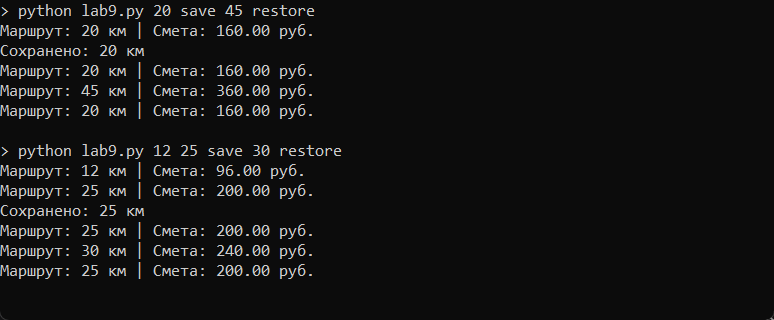 > python lab9.py 20 save 45 restore
Маршрут: 20 км | Смета: 160.00 руб.
Сохранено: 20 км
Маршрут: 20 км | Смета: 160.00 руб.
Маршрут: 45 км | Смета: 360.00 руб.
Маршрут: 20 км | Смета: 160.00 руб.
> python lab9.py 12 25 save 30 restore
Маршрут: 12 км | Смета: 96.00 руб.
Маршрут: 25 км | Смета: 200.00 руб.
Сохранено: 25 км
Маршрут: 25 км | Смета: 200.00 руб.
Маршрут: 30 км | Смета: 240.00 руб.
Маршрут: 25 км | Смета: 200.00 руб.